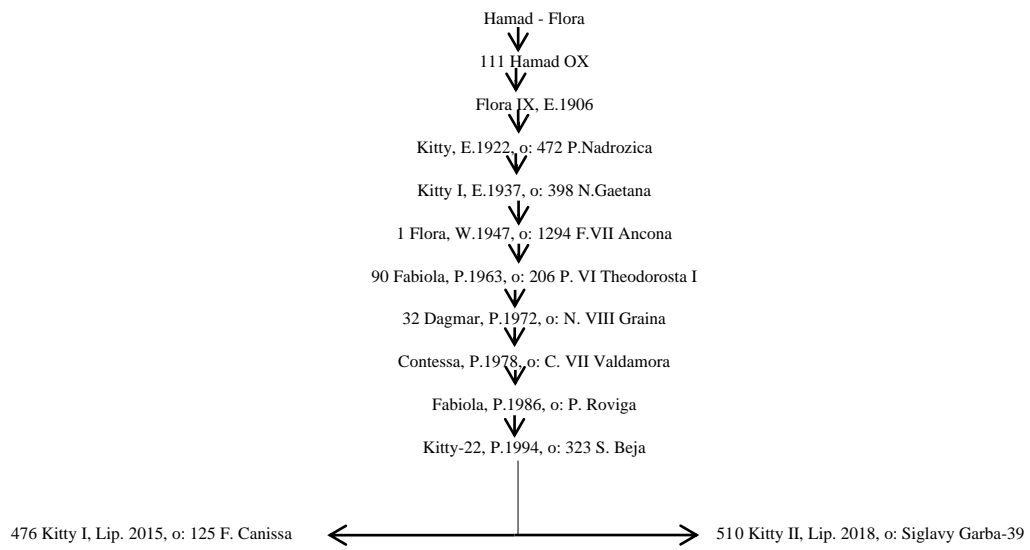 Hamad - Flora
111 Hamad OX
Flora IX, E.1906
Kitty, E.1922, o: 472 P.Nadrozica
Kitty I, E.1937, o: 398 N.Gaetana
1 Flora, W.1947, o: 1294 F.VII Ancona
90 Fabiola, P.1963, o: 206 P. VI Theodorosta I
32 Dagmar, P.1972, o: N. VIII Graina
Contessa, P.1978, o: C. VII Valdamora
Fabiola, P.1986, o: P. Roviga
Kitty-22, P.1994, o: 323 S. Beja
476 Kitty I, Lip. 2015, o: 125 F. Canissa
510 Kitty II, Lip. 2018, o: Siglavy Garba-39